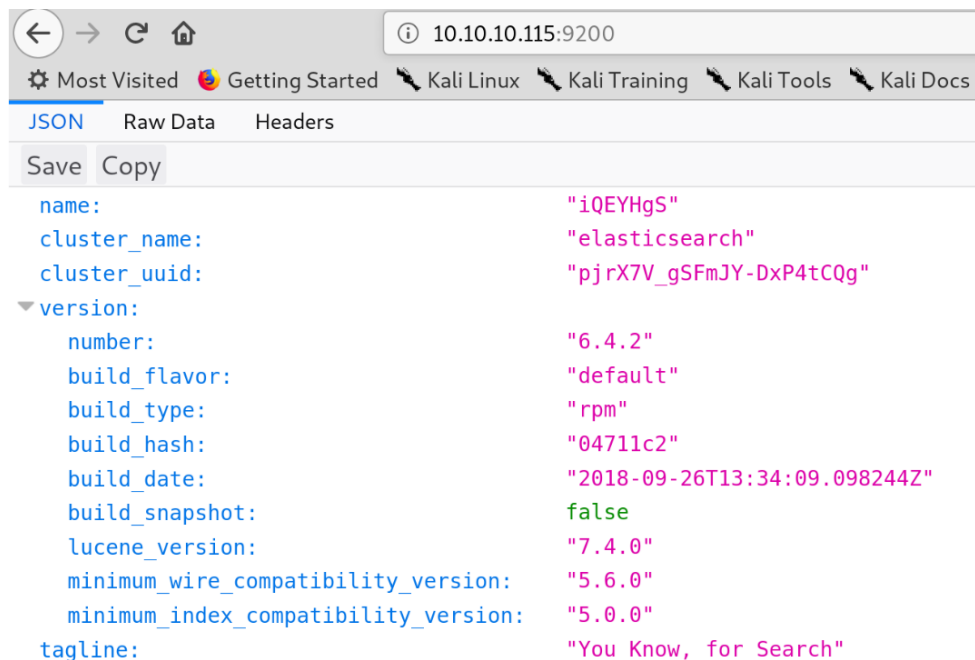 10.10.10.115:9200
Most Visited Getting Started Kali Linux Kali Training Kali Tools Kali Docs
JSON Raw Data Headers
Save Copy
name: "iQEYHgS"
cluster_name: "elasticsearch"
cluster_uuid: "pjrX7V_gSFmJY-DxP4tCQg"
version:
number: "6.4.2"
build_flavor: "default"
build_type: "rpm"
build_hash: "04711c2"
build_date: "2018-09-26T13:34:09.098244Z"
build_snapshot: false
lucene_version: "7.4.0"
minimum_wire_compatibility_version: "5.6.0"
minimum_index_compatibility_version: "5.0.0"
tagline: "You Know, for Search"